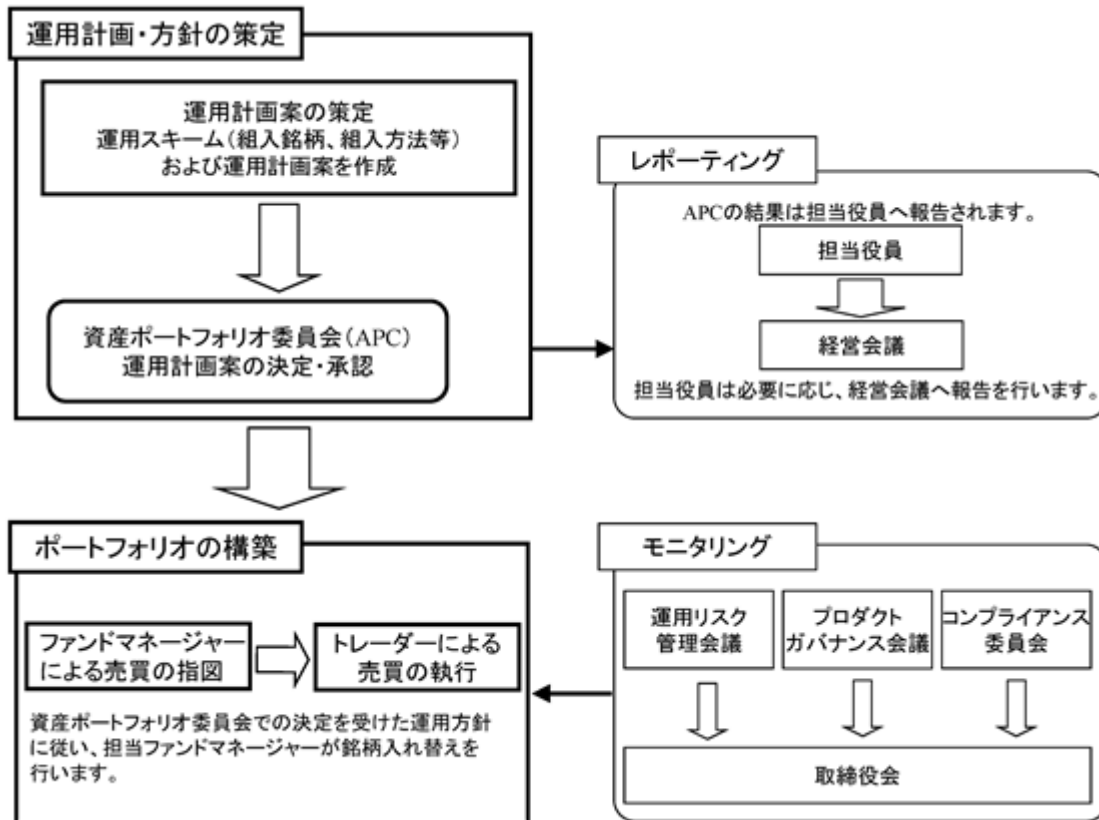 運用計画・方針の策定
運用計画案の策定
運用スキーム(組入銘柄、組入方法等)
および運用計画案を作成
資産ポートフォリオ委員会(APC)
運用計画案の決定・承認
レポーティング
APCの結果は担当役員へ報告されます。
担当役員
経営会議
担当役員は必要に応じ、経営会議へ報告を行います。
ポートフォリオの構築
ファンドマネージャー
による売買の指図
トレーダーによる
売買の執行
資産ポートフォリオ委員会での決定を受けた運用方針
に従い、担当ファンドマネージャーが銘柄入れ替えを
行います。
モニタリング
運用リスク
管理会議
プロダクト
ガバナンス会議
コンプライアンス
委員会
取締役会